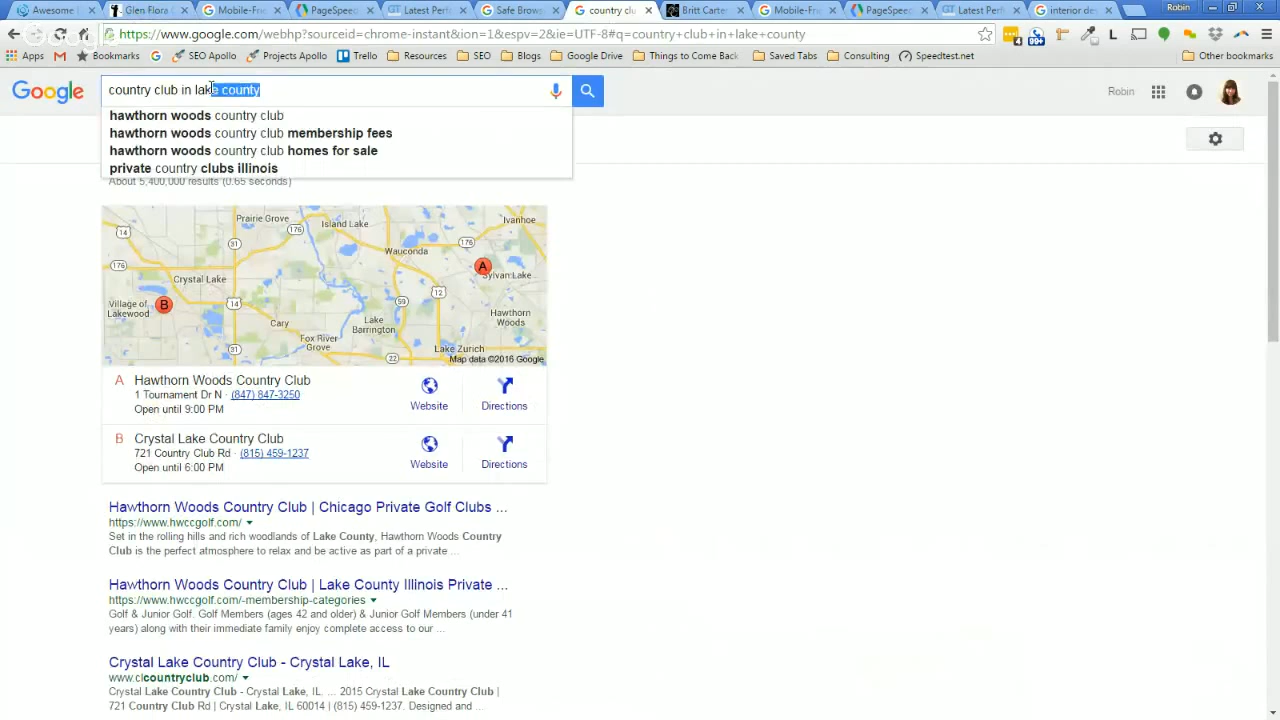 Awesome
Glen Flora C
Mobile-Frie
PageSpeed
Latest Perf
Safe Brows
country clu
Britt Carter
Mobile-Frie
PageSpeed
Latest Perf
interior des
Robin
https://www.google.com/webhp?sourceid=chrome-instant&ion=1&espv=2&ie=UTF-8#q=country+club+in+lake+county
Apps
Bookmarks
SEO Apollo
Projects Apollo
Trello
Resources
SEO
Blogs
Google Drive
Things to Come Back
Saved Tabs
Consulting
Speedtest.net
Other bookmarks
Google
country club in lake county
Robin
hawthorn woods country club
hawthorn woods country club membership fees
hawthorn woods country club homes for sale
private country clubs illinois
About 5,400,000 results (0.65 seconds)
Prairie Grove
Island Lake
Ivanhoe
14
176
31
176
Wauconda
176
A
Sylvan Lake
Crystal Lake
12
Village of
Lakewood
B
14
59
Hawthorn
Woods
Cary
Lake
Barrington
Fox River
Grove
31
22
Lake Zurich
Map data ©2016 Google
A Hawthorn Woods Country Club
1 Tournament Dr N · (847) 847-3250
Open until 9:00 PM
Website
Directions
B Crystal Lake Country Club
721 Country Club Rd · (815) 459-1237
Open until 6:00 PM
Website
Directions
Hawthorn Woods Country Club | Chicago Private Golf Clubs ...
https://www.hwccgolf.com/
Set in the rolling hills and rich woodlands of Lake County, Hawthorn Woods Country
Club is the perfect atmosphere to relax and be active as part of a private ...
Hawthorn Woods Country Club | Lake County Illinois Private ...
https://www.hwccgolf.com/-membership-categories
Golf & Junior Golf. Golf Members (ages 42 and older) & Junior Golf Members (under 41
years) along with their immediate family enjoy complete access to our ...
Crystal Lake Country Club - Crystal Lake, IL
www.clcountryclub.com/
Crystal Lake Country Club - Crystal Lake, IL. ... 2015 Crystal Lake Country Club |
721 Country Club Rd | Crystal Lake, IL 60014 | (815) 459-1237. Designed and ...